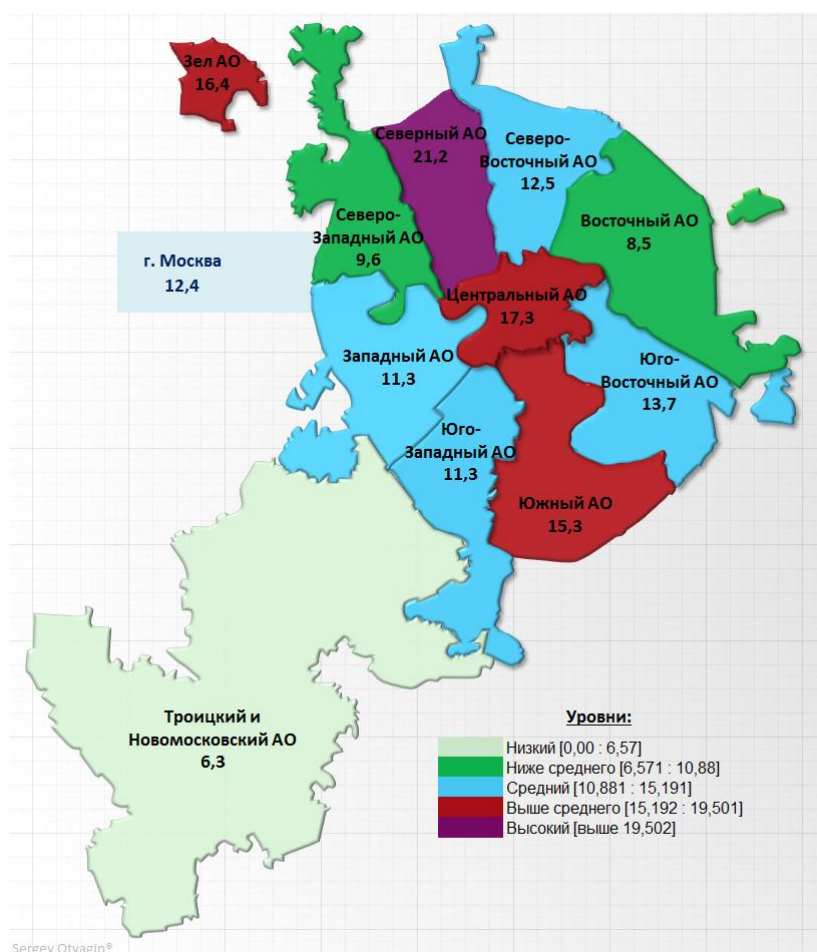 Зел АО
16,4
Северный АО
21,2
Северо-
Восточный АО
12,5
Северо-
Западный АО
9,6
Восточный АО
8,5
г. Москва
12,4
Центральный АО
17,3
Западный АО
11,3
Юго-
Восточный АО
13,7
Юго-
Западный АО
11,3
Южный АО
15,3
Троицкий и
Новомосковский АО
6,3
Уровни:
Низкий [0,00 : 6,57]
Ниже среднего [6,571 : 10,88]
Средний [10,881 : 15,191]
Выше среднего [15,192 : 19,501]
Высокий [выше 19,502]
Sergey Otvagin®